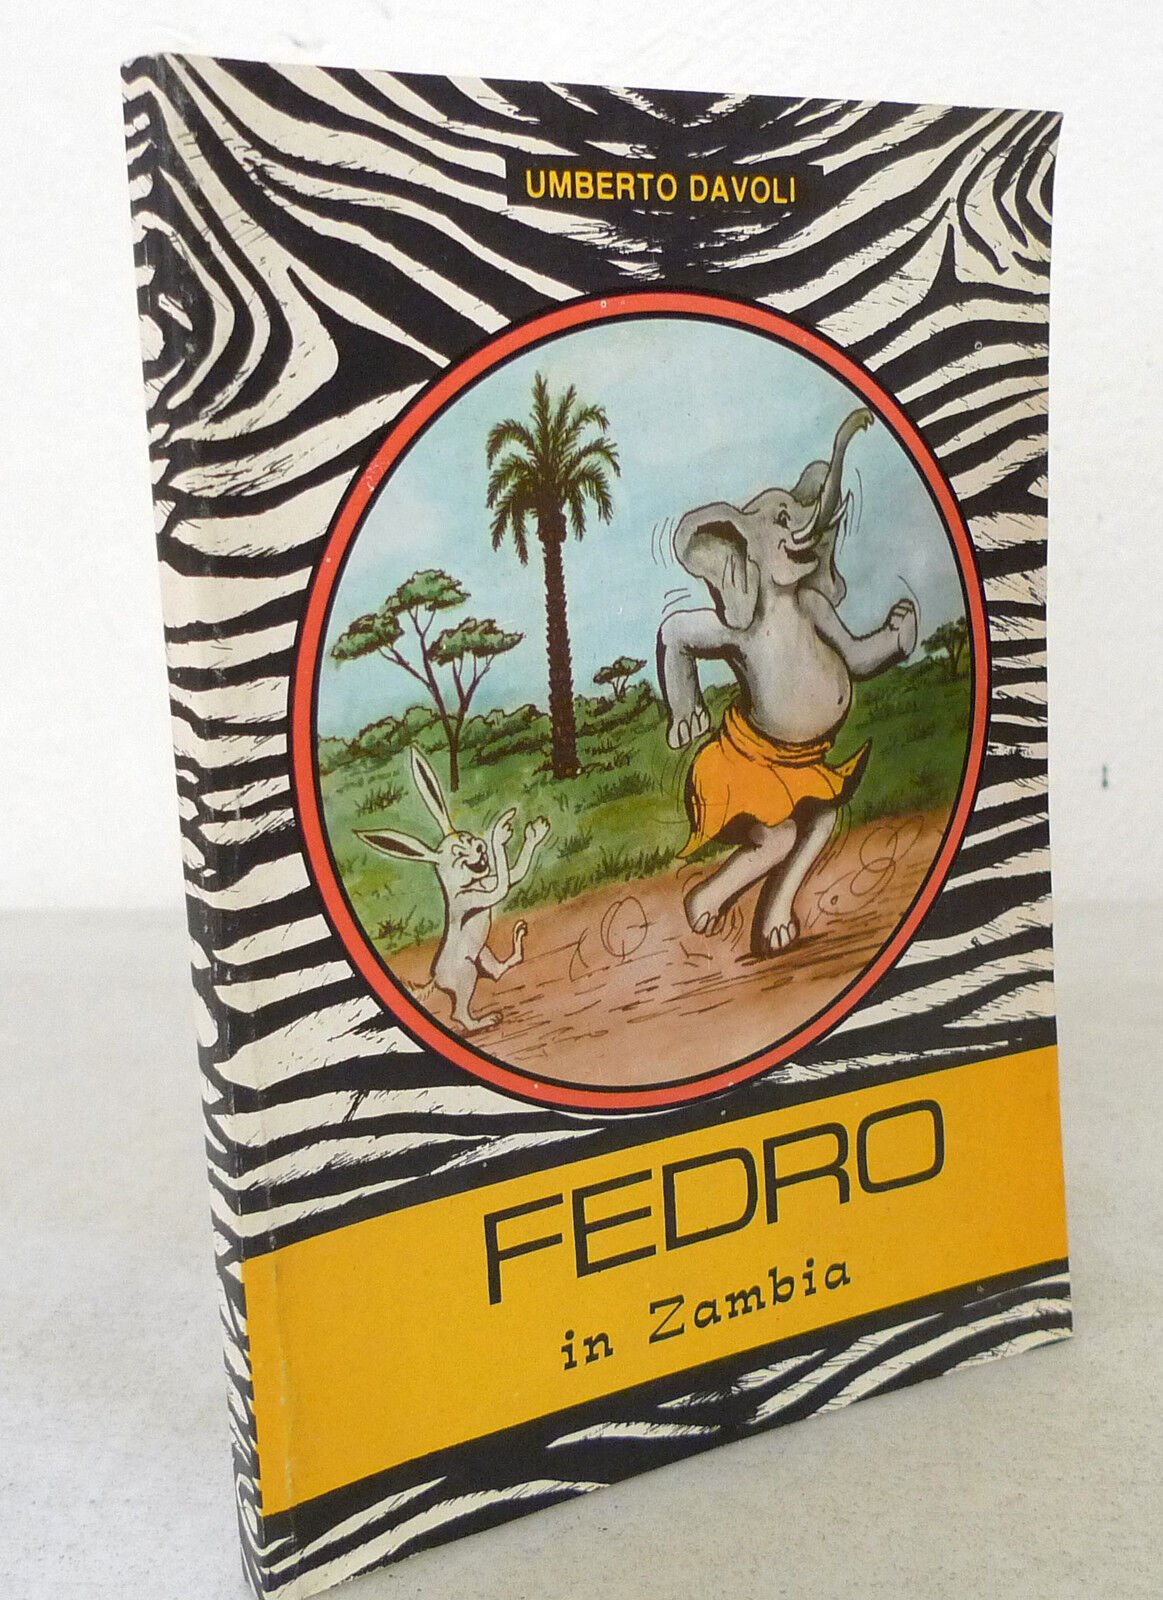 UMBERTO DAVOLI
FEDRO
in Zambia